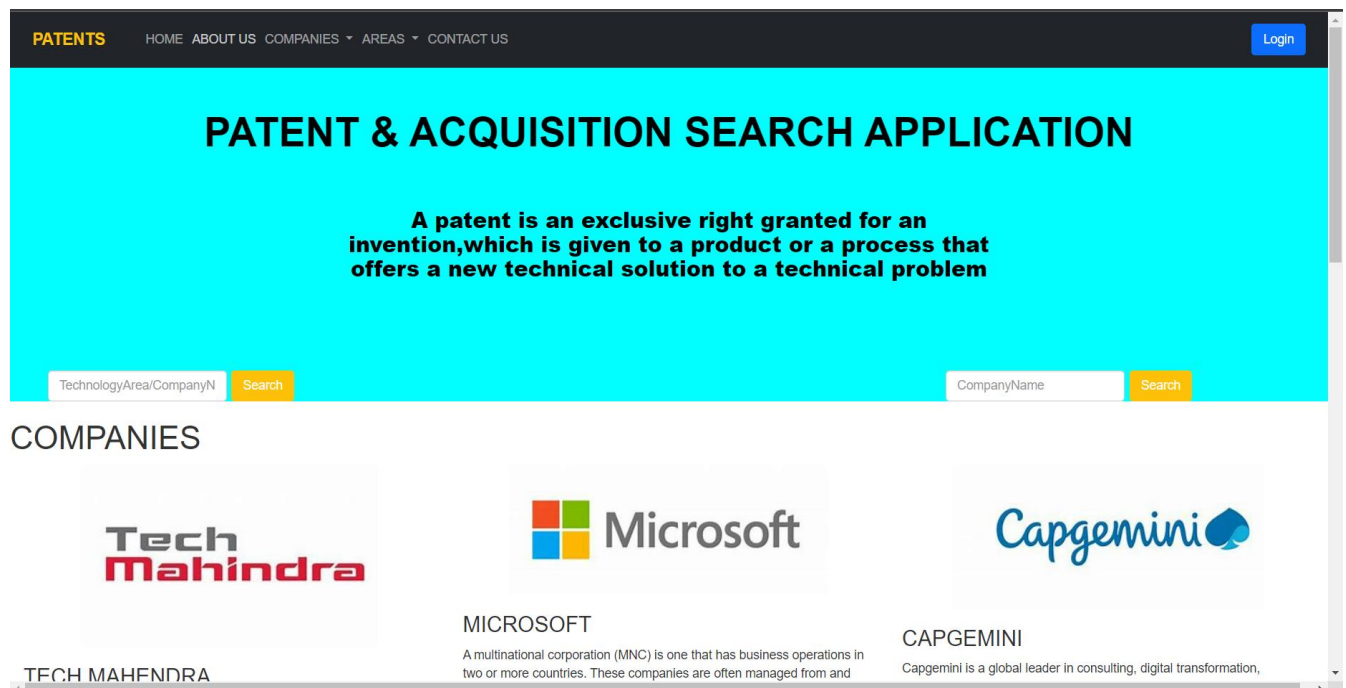 PATENTS HOME ABOUT US COMPANIES AREAS CONTACT US Login
PATENT & ACQUISITION SEARCH APPLICATION
A patent is an exclusive right granted for an
invention,which is given to a product or a process that
offers a new technical solution to a technical problem
TechnologyArea/CompanyN Search CompanyName Search
COMPANIES
Tech
Mahindra
Microsoft
Capgemini
TECH MAHENDRA
MICROSOFT
A multinational corporation (MNC) is one that has business operations in
two or more countries. These companies are often managed from and
CAPGEMINI
Capgemini is a global leader in consulting, digital transformation,